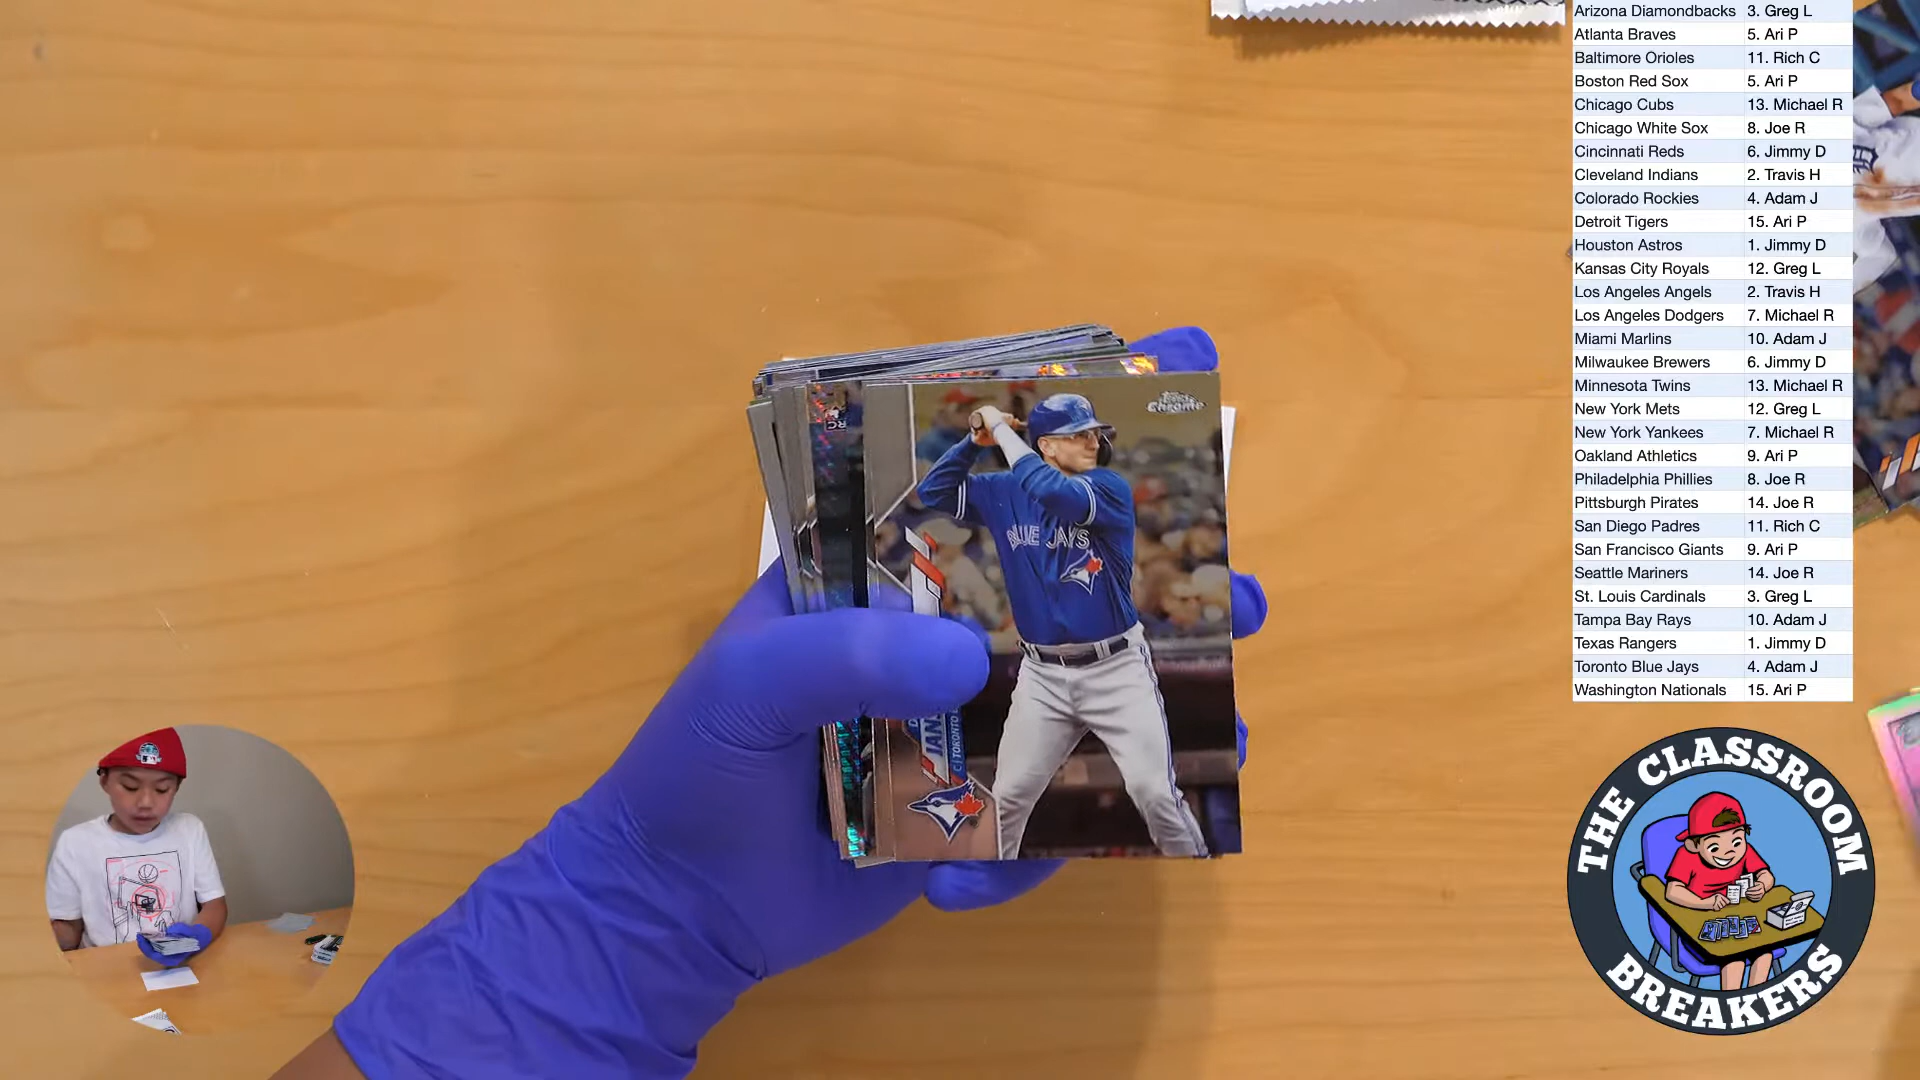 Arizona Diamondbacks 3. Greg L
Atlanta Braves 5. Ari P
Baltimore Orioles 11. Rich C
Boston Red Sox 5. Ari P
Chicago Cubs 13. Michael R
Chicago White Sox 8. Joe R
Cincinnati Reds 6. Jimmy D
Cleveland Indians 2. Travis H
Colorado Rockies 4. Adam J
Detroit Tigers 15. Ari P
Houston Astros 1. Jimmy D
Kansas City Royals 12. Greg L
Los Angeles Angels 2. Travis H
Los Angeles Dodgers 7. Michael R
Miami Marlins 10. Adam J
Milwaukee Brewers 6. Jimmy D
Minnesota Twins 13. Michael R
New York Mets 12. Greg L
New York Yankees 7. Michael R
Oakland Athletics 9. Ari P
Philadelphia Phillies 8. Joe R
Pittsburgh Pirates 14. Joe R
San Diego Padres 11. Rich C
San Francisco Giants 9. Ari P
Seattle Mariners 14. Joe R
St. Louis Cardinals 3. Greg L
Tampa Bay Rays 10. Adam J
Texas Rangers 1. Jimmy D
Toronto Blue Jays 4. Adam J
Washington Nationals 15. Ari P
Topps
Chrome
RC
BLUE JAYS
JAN
C | TORONTO
THE CLASSROOM
BREAKERS